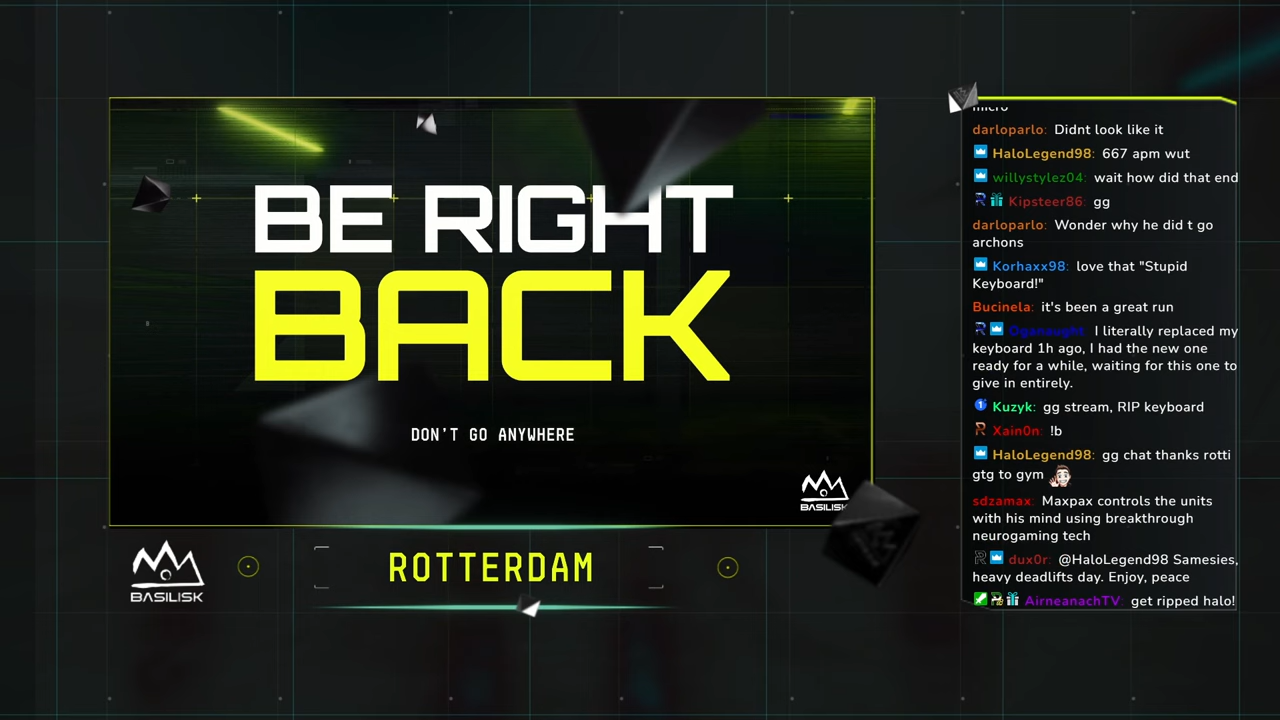 BE RIGHT
BACK
DON'T GO ANYWHERE
BASILISK
BASILISK
ROTTERDAM
micro
darloparlo: Didnt look like it
HaloLegend98: 667 apm wut
willystylez04: wait how did that end
Kipsteer86: gg
darloparlo: Wonder why he did t go
archons
Korhaxx98: love that "Stupid
Keyboard!"
Bucinela: it's been a great run
I literally replaced my
keyboard 1h ago, I had the new one
ready for a while, waiting for this one to
give in entirely.
Kuzyk: gg stream, RIP keyboard
Xain0n: !b
HaloLegend98: gg chat thanks rotti
gtg to gym
sdzamax: Maxpax controls the units
with his mind using breakthrough
neurogaming tech
dux0r: @HaloLegend98 Samesies,
heavy deadlifts day. Enjoy, peace
AirneanachTV: get ripped halo!